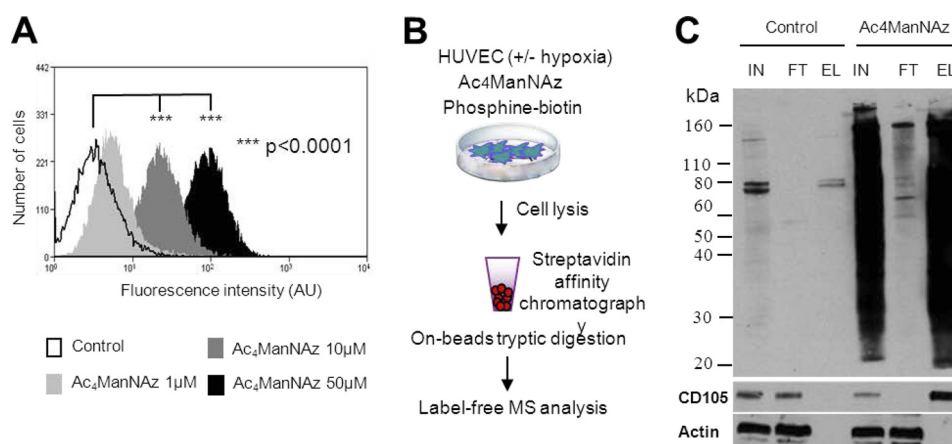 A
442
331
221
110
0
Number of cells
***
***
*** p<0.0001
10⁰
10¹
10²
10³
10⁴
Fluorescence intensity (AU)
Control
Ac₄ManNAz 10µM
Ac₄ManNAz 1µM
Ac₄ManNAz 50µM
B
HUVEC (+/- hypoxia)
Ac4ManNAz
Phosphine-biotin
Cell lysis
Streptavidin
affinity
chromatograph
y
On-beads tryptic digestion
Label-free MS analysis
C
Control
Ac4ManNAz
IN FT EL IN FT EL
kDa
160
110
80
60
50
40
30
20
CD105
Actin